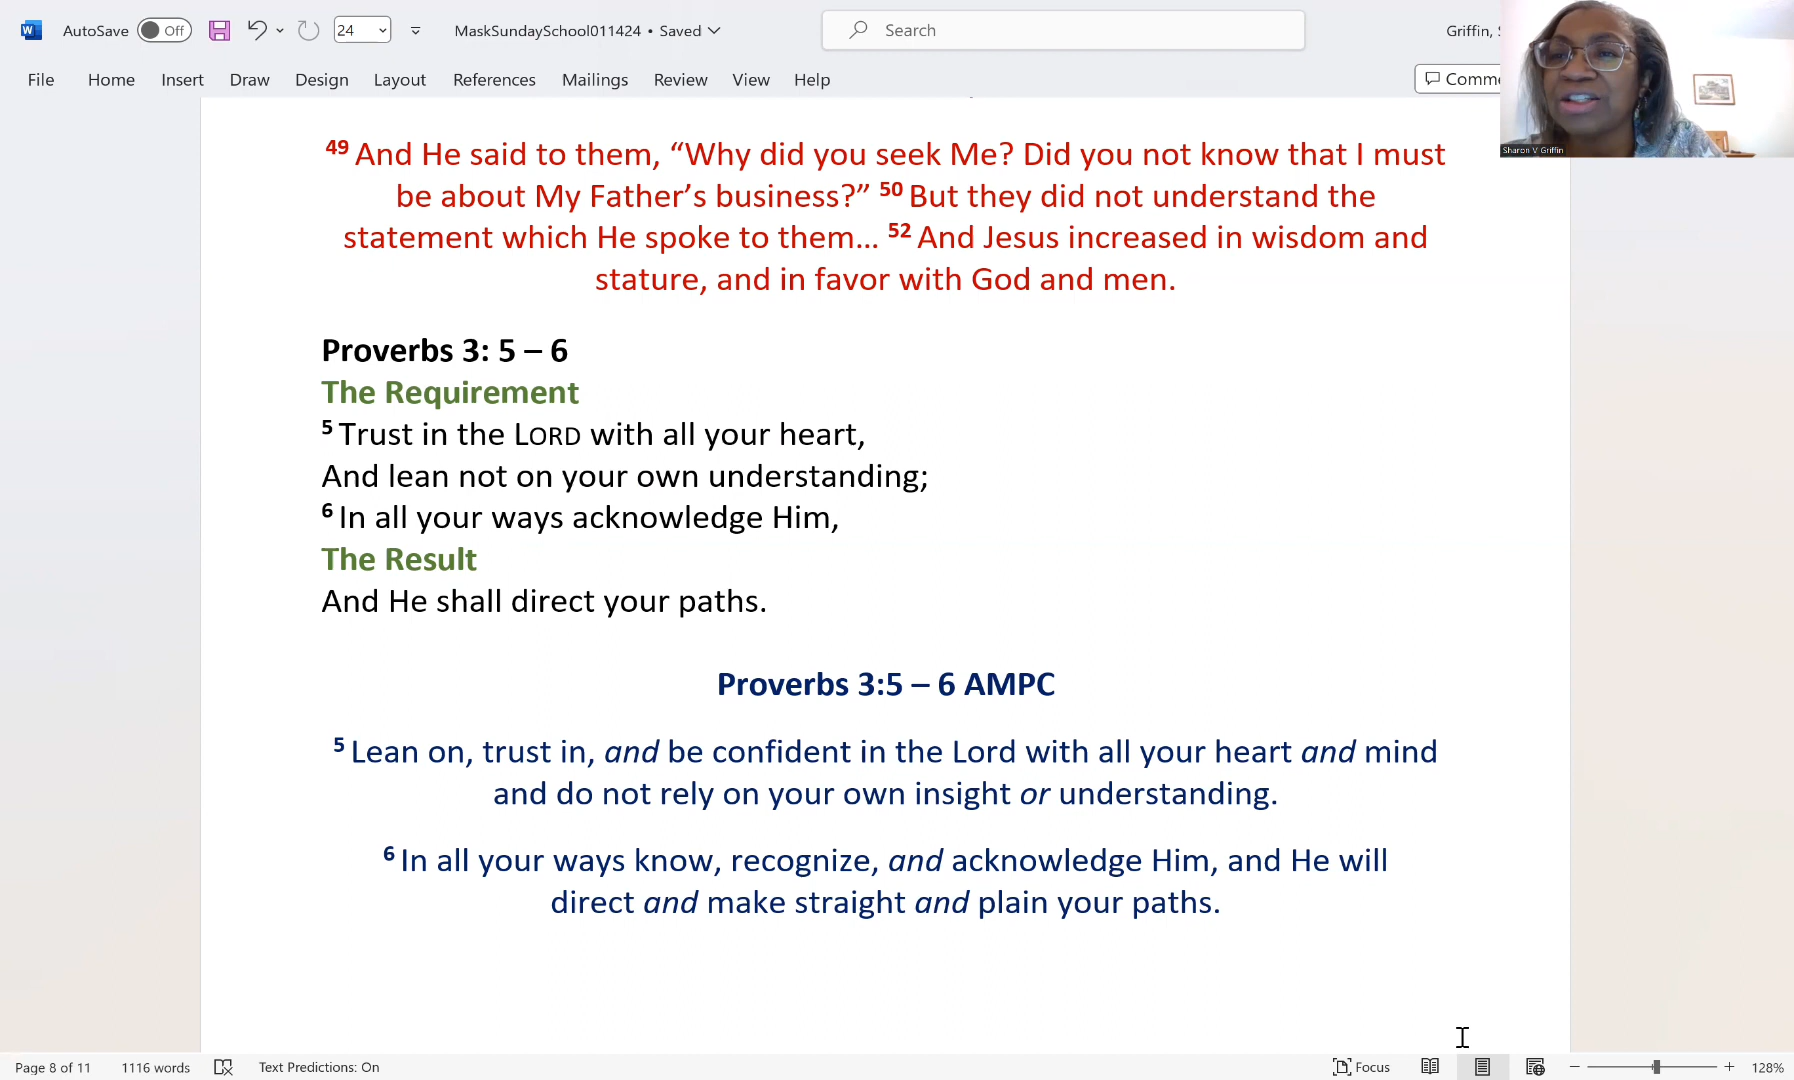 AutoSave Off 24 MaskSundaySchool011424 • Saved Search Griffin, S
File Home Insert Draw Design Layout References Mailings Review View Help Comme
Sharon V Griffin
49 And He said to them, “Why did you seek Me? Did you not know that I must
be about My Father’s business?” 50 But they did not understand the
statement which He spoke to them... 52 And Jesus increased in wisdom and
stature, and in favor with God and men.
Proverbs 3: 5 – 6
The Requirement
5 Trust in the LORD with all your heart,
And lean not on your own understanding;
6 In all your ways acknowledge Him,
The Result
And He shall direct your paths.
Proverbs 3:5 – 6 AMPC
5 Lean on, trust in, and be confident in the Lord with all your heart and mind
and do not rely on your own insight or understanding.
6 In all your ways know, recognize, and acknowledge Him, and He will
direct and make straight and plain your paths.
Page 8 of 11 1116 words Text Predictions: On Focus 128%